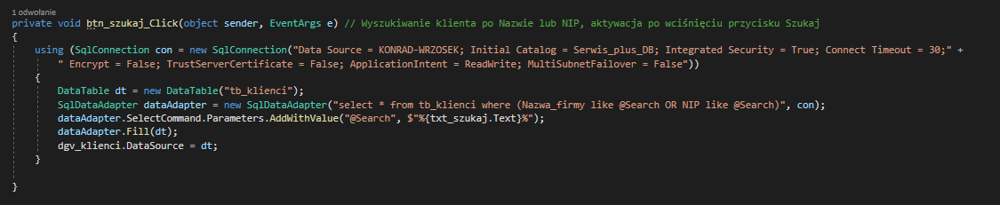 1 odwołanie
private void btn_szukaj_Click(object sender, EventArgs e) // Wyszukiwanie klienta po Nazwie lub NIP, aktywacja po wciśnięciu przycisku Szukaj
{
using (SqlConnection con = new SqlConnection("Data Source = KONRAD-WRZOSEK; Initial Catalog = Serwis_plus_DB; Integrated Security = True; Connect Timeout = 30;" +
" Encrypt = False; TrustServerCertificate = False; ApplicationIntent = ReadWrite; MultiSubnetFailover = False"))
{
DataTable dt = new DataTable("tb_klienci");
SqlDataAdapter dataAdapter = new SqlDataAdapter("select * from tb_klienci where (Nazwa_firmy like @Search OR NIP like @Search)", con);
dataAdapter.SelectCommand.Parameters.AddWithValue("@Search", $"%{txt_szukaj.Text}%");
dataAdapter.Fill(dt);
dgv_klienci.DataSource = dt;
}
}